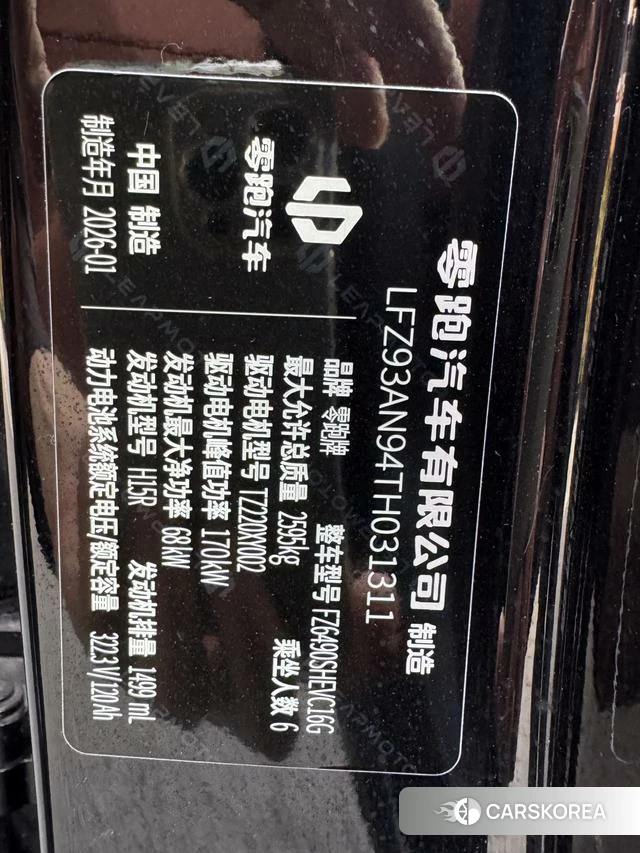 零跑汽车有限公司 制造
LFZ93AN94TH031311
零跑汽车
中国 制造
制造年月 2026-01
品牌 零跑牌 整车型号 FZ6490SHEVC16G
最大允许总质量 2595kg 乘坐人数 6
驱动电机型号 TZ220XY002
驱动电机峰值功率 170kW
发动机最大净功率 68kW
发动机型号 H15R 发动机排量 1499 mL
动力电池系统额定电压/额定容量 322.3V/120Ah
LEAPMOTOR
CARSKOREA